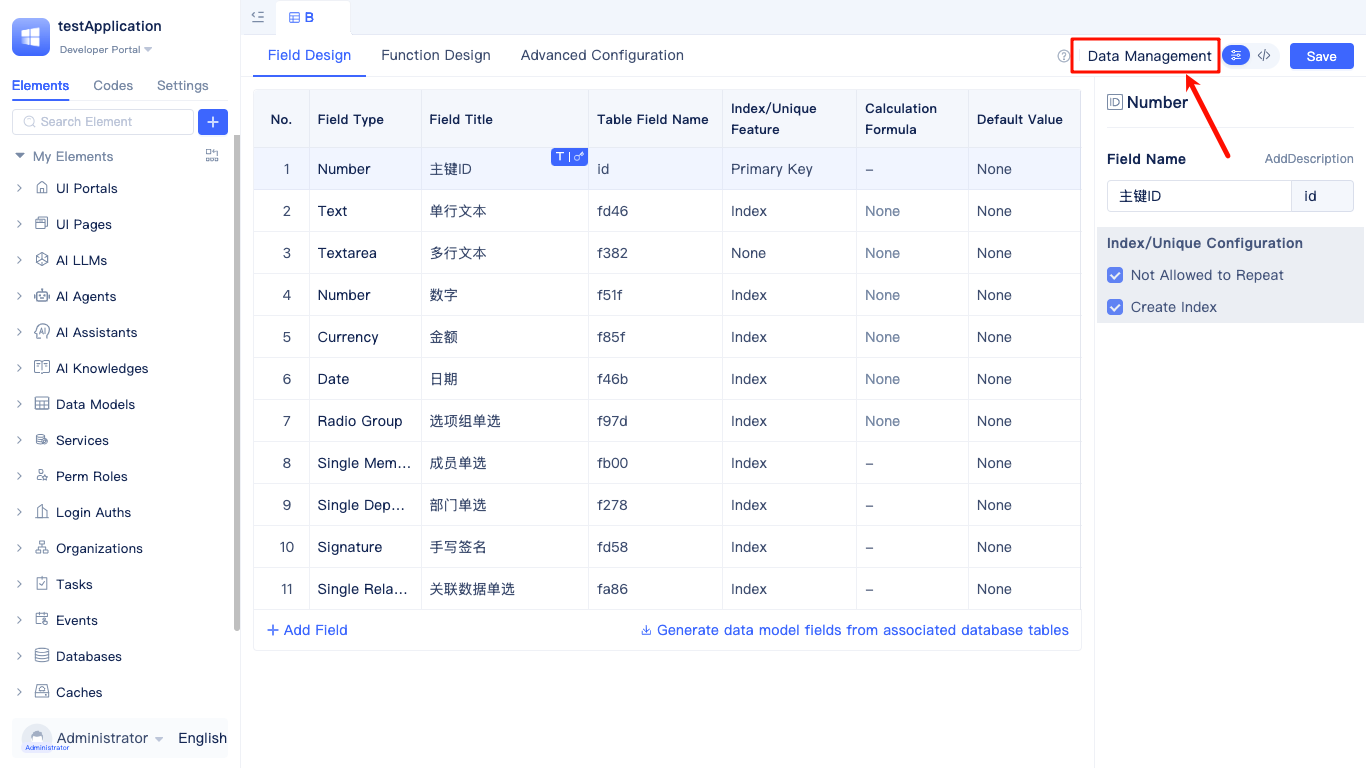 testApplication
Developer Portal
Elements Codes Settings
Search Element
My Elements
UI Portals
UI Pages
AI LLMs
AI Agents
AI Assistants
AI Knowledges
Data Models
Services
Perm Roles
Login Auths
Organizations
Tasks
Events
Databases
Caches
Administrator
Administrator
English
B
Field Design Function Design Advanced Configuration
Data Management
Save
No. Field Type Field Title Table Field Name Index/Unique Feature Calculation Formula Default Value
1 Number 主键ID T id Primary Key – None
2 Text 单行文本 fd46 Index None None
3 Textarea 多行文本 f382 None None None
4 Number 数字 f51f Index None None
5 Currency 金额 f85f Index None None
6 Date 日期 f46b Index None None
7 Radio Group 选项组单选 f97d Index None None
8 Single Mem... 成员单选 fb00 Index – None
9 Single Dep... 部门单选 f278 Index – None
10 Signature 手写签名 fd58 Index – None
11 Single Rela... 关联数据单选 fa86 Index – None
Add Field
Generate data model fields from associated database tables
ID Number
Field Name AddDescription
主键ID id
Index/Unique Configuration
Not Allowed to Repeat
Create Index